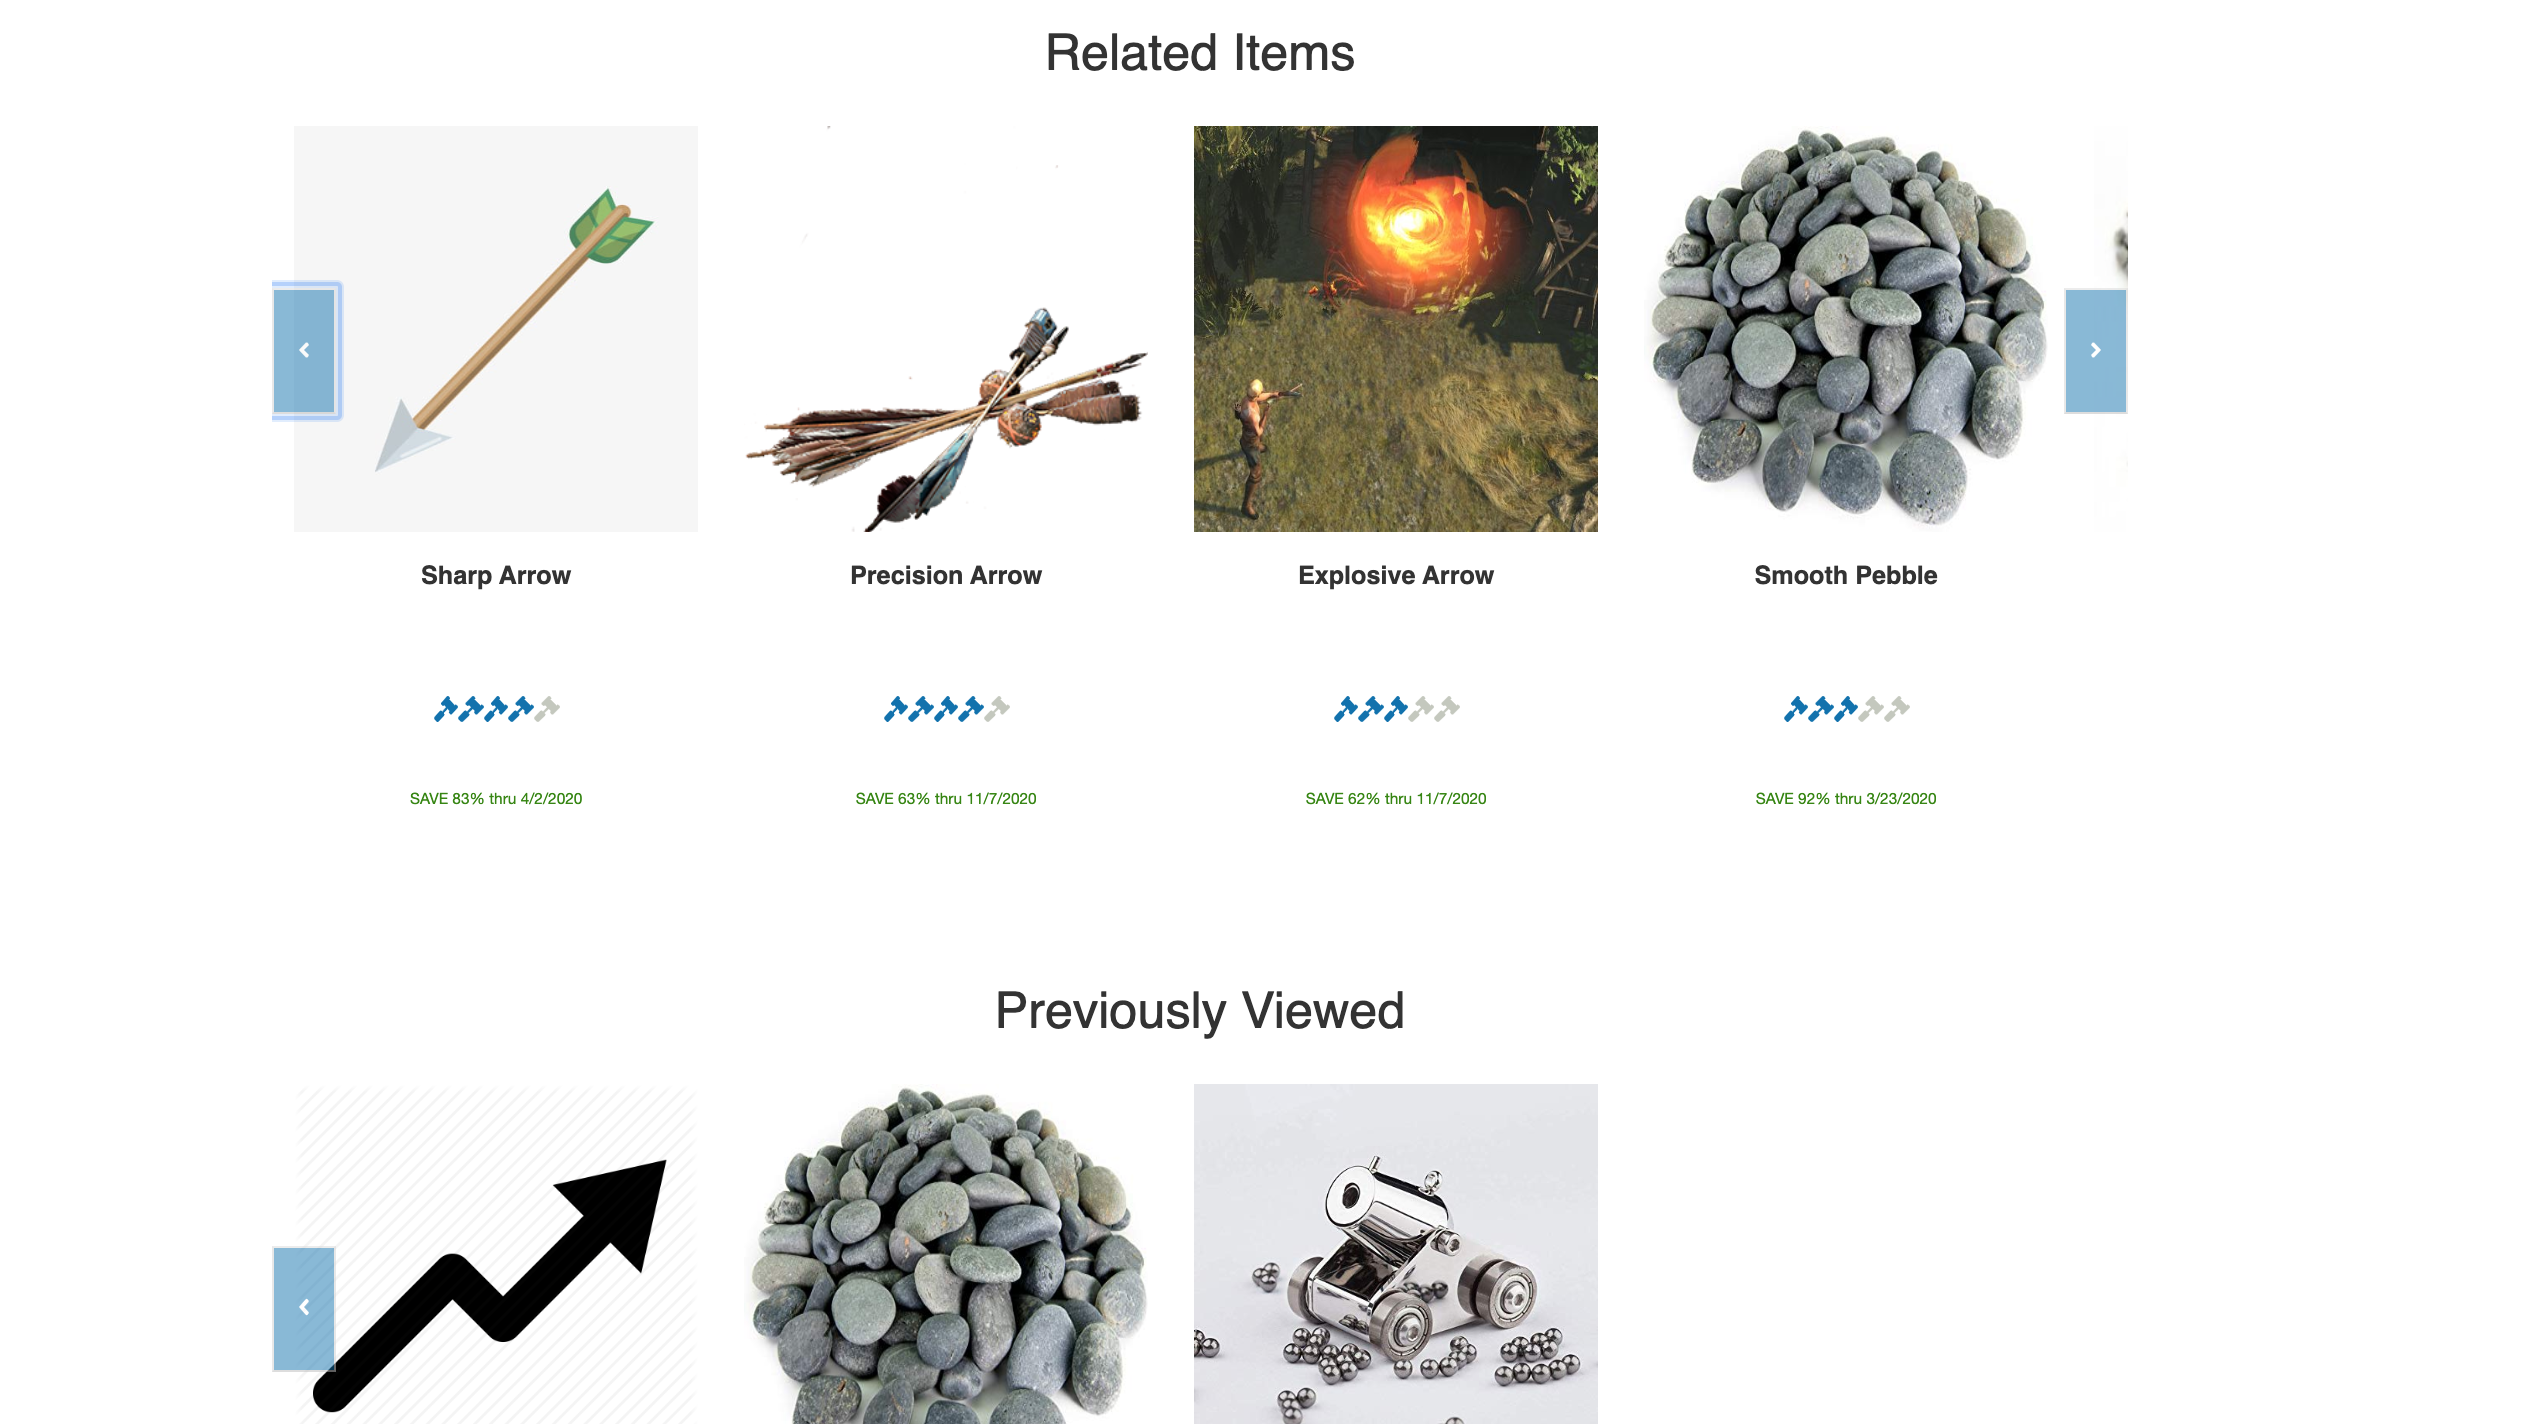 Related Items
Sharp Arrow
Precision Arrow
Explosive Arrow
Smooth Pebble
SAVE 83% thru 4/2/2020
SAVE 63% thru 11/7/2020
SAVE 62% thru 11/7/2020
SAVE 92% thru 3/23/2020
Previously Viewed